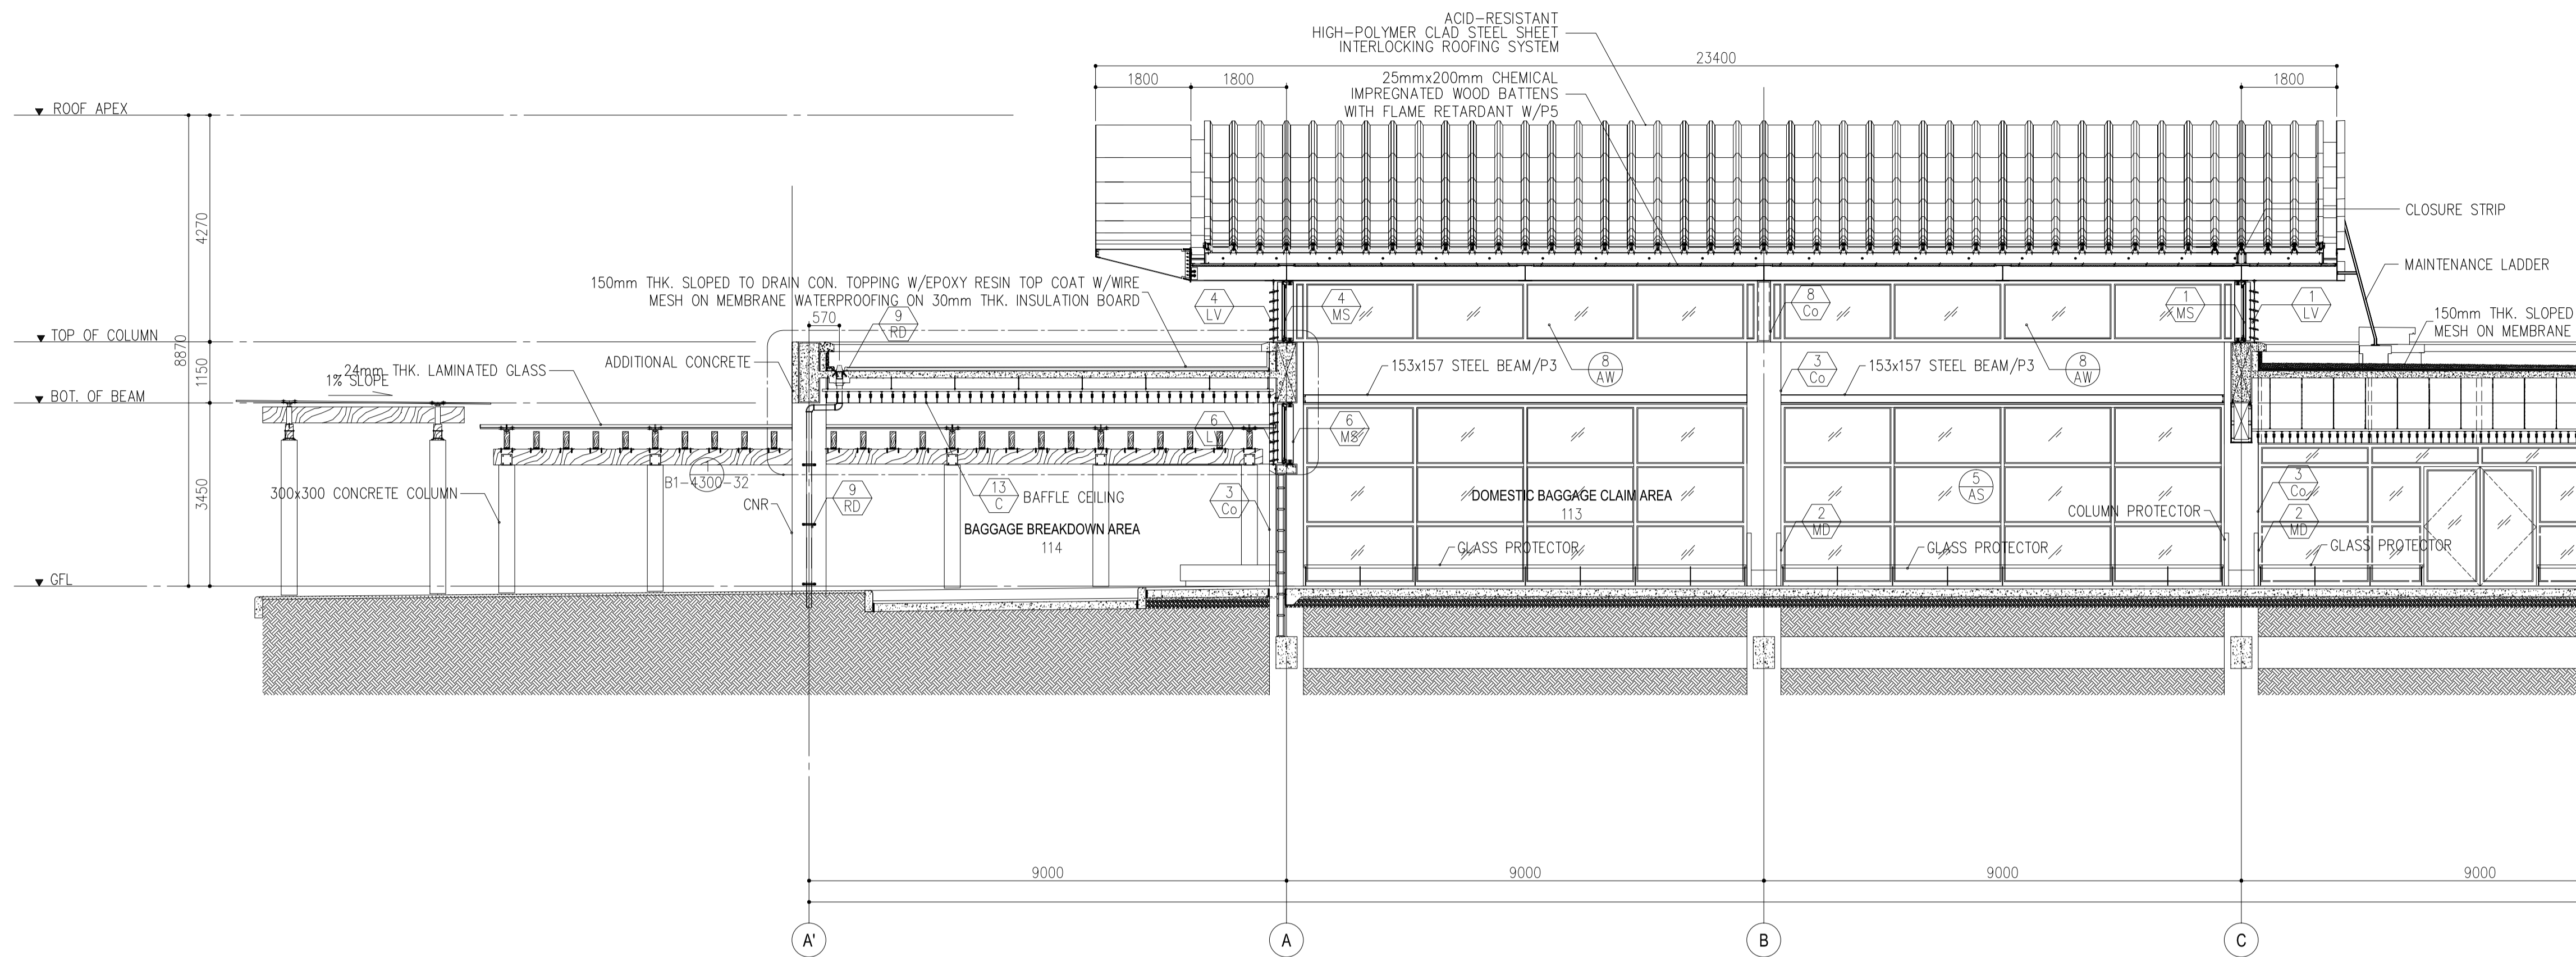 ACID-RESISTANT
HIGH-POLYMER CLAD STEEL SHEET
INTERLOCKING ROOFING SYSTEM
23400
1800
1800
1800
25mmx200mm CHEMICAL
IMPREGNATED WOOD BATTENS
WITH FLAME RETARDANT W/P5
ROOF APEX
4270
8870
1150
3450
CLOSURE STRIP
MAINTENANCE LADDER
150mm THK. SLOPED TO DRAIN CON. TOPPING W/EPOXY RESIN TOP COAT W/WIRE
MESH ON MEMBRANE WATERPROOFING ON 30mm THK. INSULATION BOARD
4
LV
4
MS
8
Co
1
MS
1
LV
150mm THK. SLOPED
MESH ON MEMBRANE
570
9
RD
TOP OF COLUMN
ADDITIONAL CONCRETE
24mm THK. LAMINATED GLASS
1% SLOPE
153x157 STEEL BEAM/P3
8
AW
3
Co
153x157 STEEL BEAM/P3
8
AW
BOT. OF BEAM
6
LV
6
MS
1
B1-4300-32
300x300 CONCRETE COLUMN
CNR
9
RD
13
C
BAFFLE CEILING
3
Co
DOMESTIC BAGGAGE CLAIM AREA
113
5
AS
3
Co
BAGGAGE BREAKDOWN AREA
114
2
MD
COLUMN PROTECTOR
2
MD
GLASS PROTECTOR
GLASS PROTECTOR
GLASS PROTECTOR
GFL
9000
9000
9000
9000
A'
A
B
C